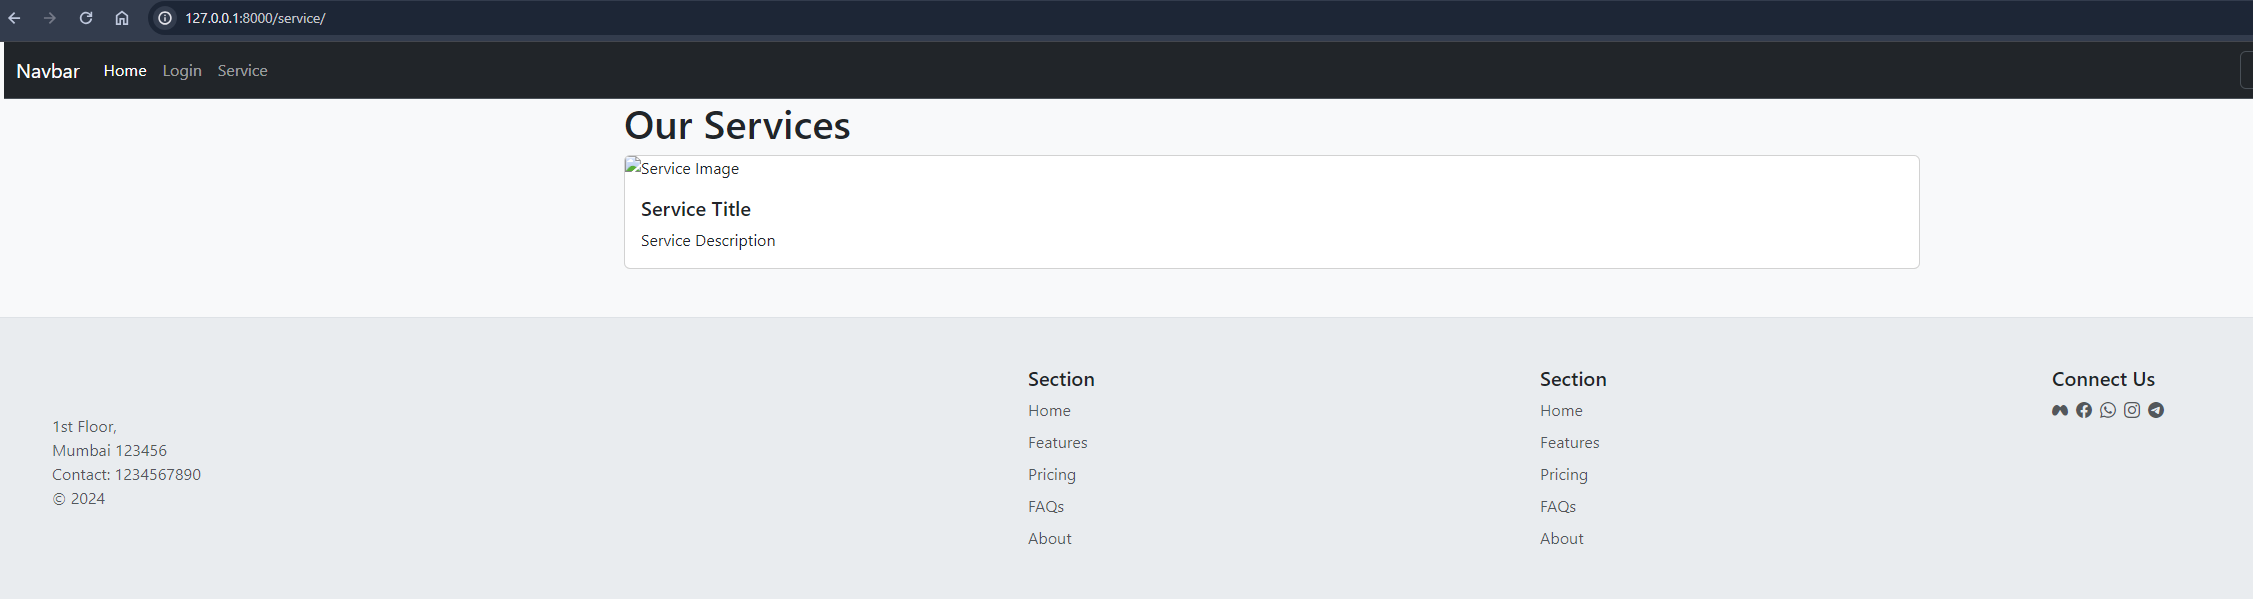 127.0.0.1:8000/service/
Navbar Home Login Service
Our Services
Service Image
Service Title
Service Description
1st Floor,
Mumbai 123456
Contact: 1234567890
© 2024
Section
Home
Features
Pricing
FAQs
About
Section
Home
Features
Pricing
FAQs
About
Connect Us